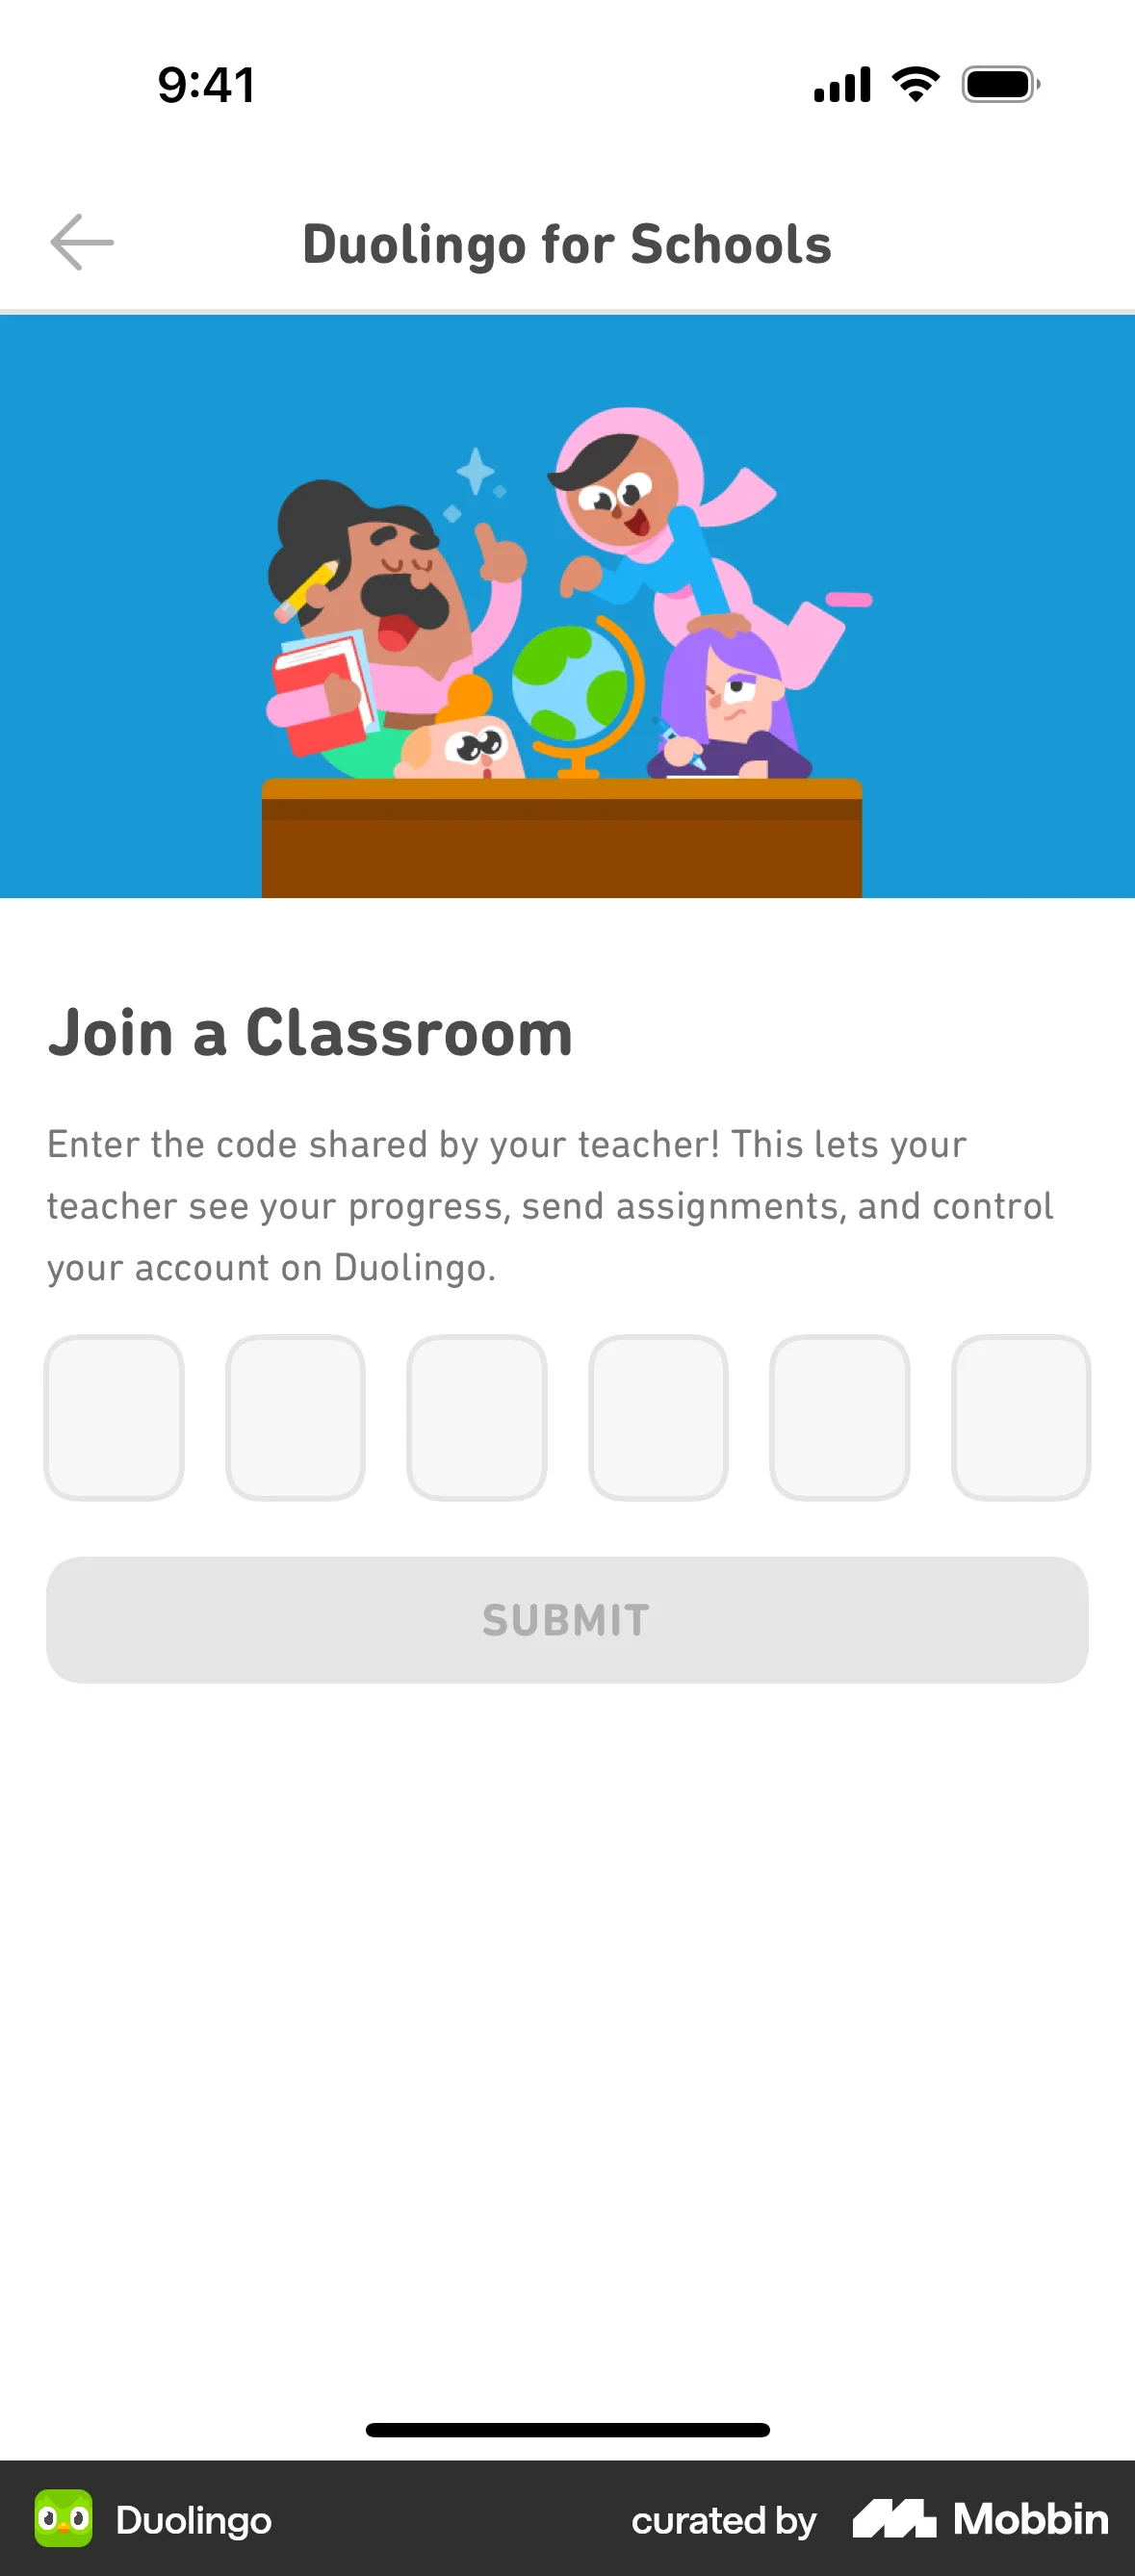 9:41
Duolingo for Schools
Join a Classroom
Enter the code shared by your teacher! This lets your
teacher see your progress, send assignments, and control
your account on Duolingo.
SUBMIT
Duolingo
curated by Mobbin